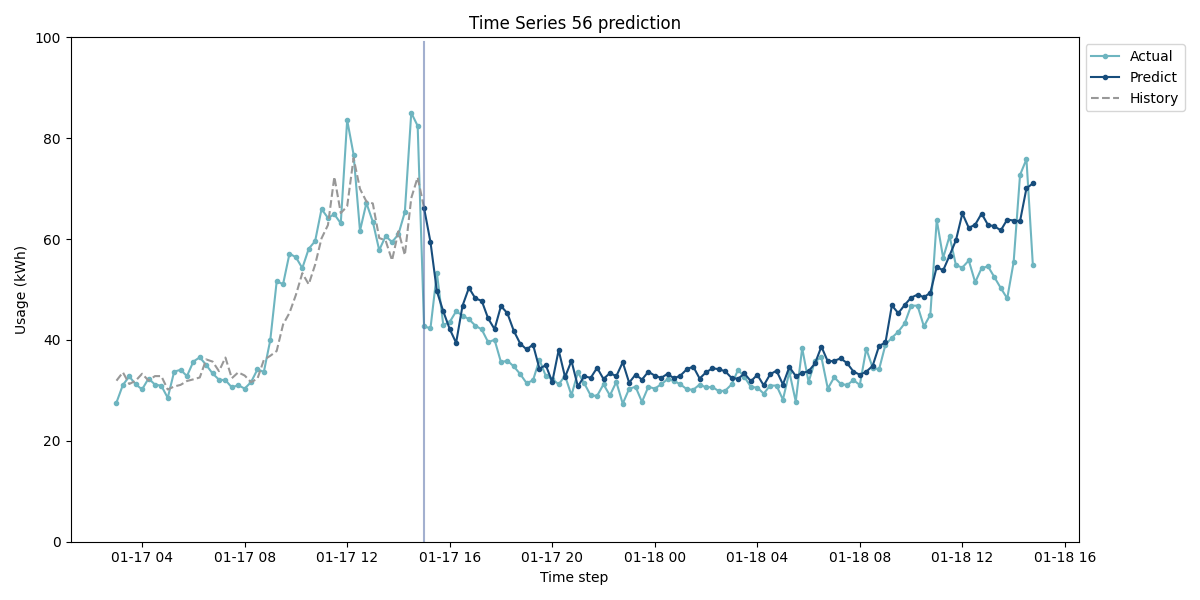 Time Series 56 prediction
Usage (kWh)
100
80
60
40
20
0
01-17 04
01-17 08
01-17 12
01-17 16
01-17 20
01-18 00
01-18 04
01-18 08
01-18 12
01-18 16
Time step
Actual
Predict
History